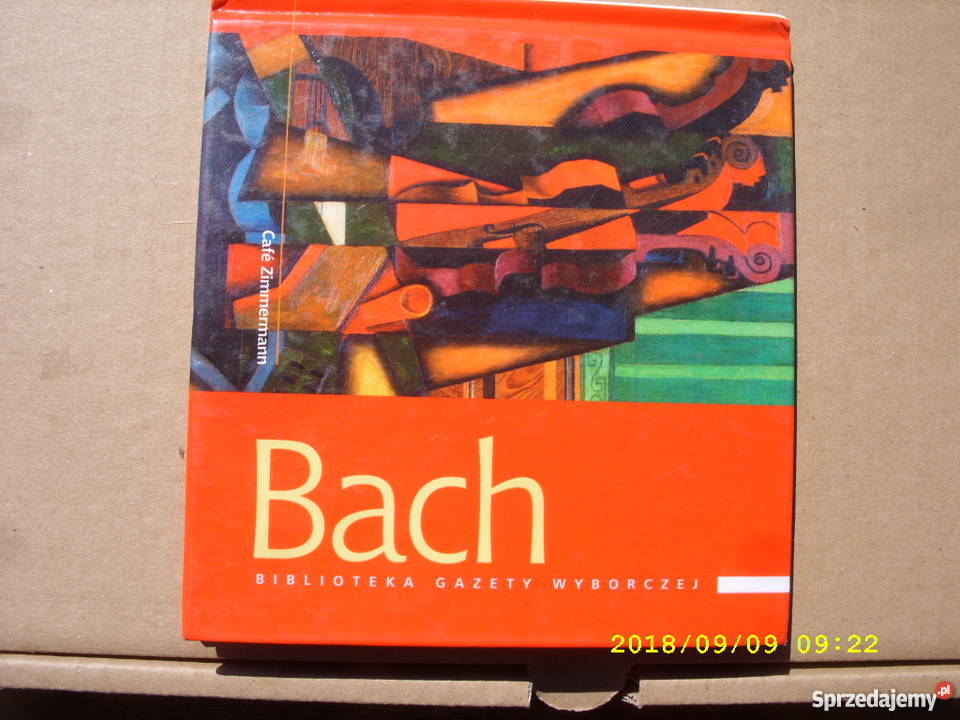 Café Zimmermann
Bach
BIBLIOTEKA GAZETY WYBORCZEJ
2018/09/09 09:22
Sprzedajemy.pl